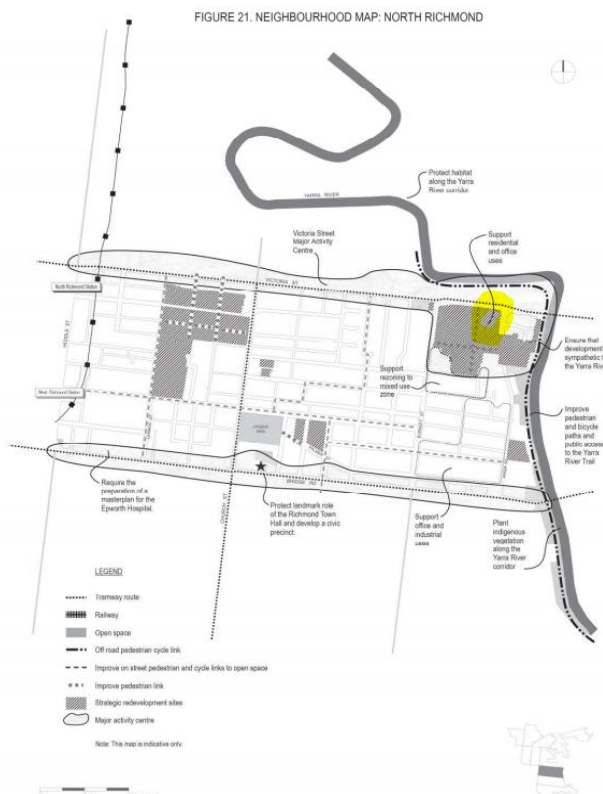 FIGURE 21. NEIGHBOURHOOD MAP: NORTH RICHMOND
Protect habitat
along the Yarra
River corridor
YARRA RIVER
Support
residential
and office
uses
Victoria Street
Major Activity
Centre
VICTORIA ST
North Richmond Station
Ensure that
development
sympathetic t
the Yarra Rive
HODDLE ST
Support
rezoning to
mixed use
zone
West Richmond Station
Improve
pedestrian
and bicycle
paths and
public access
to the Yarra
River Trail
CITIZENS
PARK
Require the
preparation of a
masterplan for the
Epworth Hospital.
CHURCH ST
BRIDGE RD
Protect landmark role
of the Richmond Town
Hall and develop a civic
precinct.
Support
office and
industrial
uses
Plant
indigenous
vegetation
along the
Yarra River
corridor
LEGEND
Tramway route
Railway
Open space
Off road pedestrian cycle link
Improve on street pedestrian and cycle links to open space
Improve pedestrian link
Strategic redevelopment sites
Major activity centre
Note: This map is indicative only.